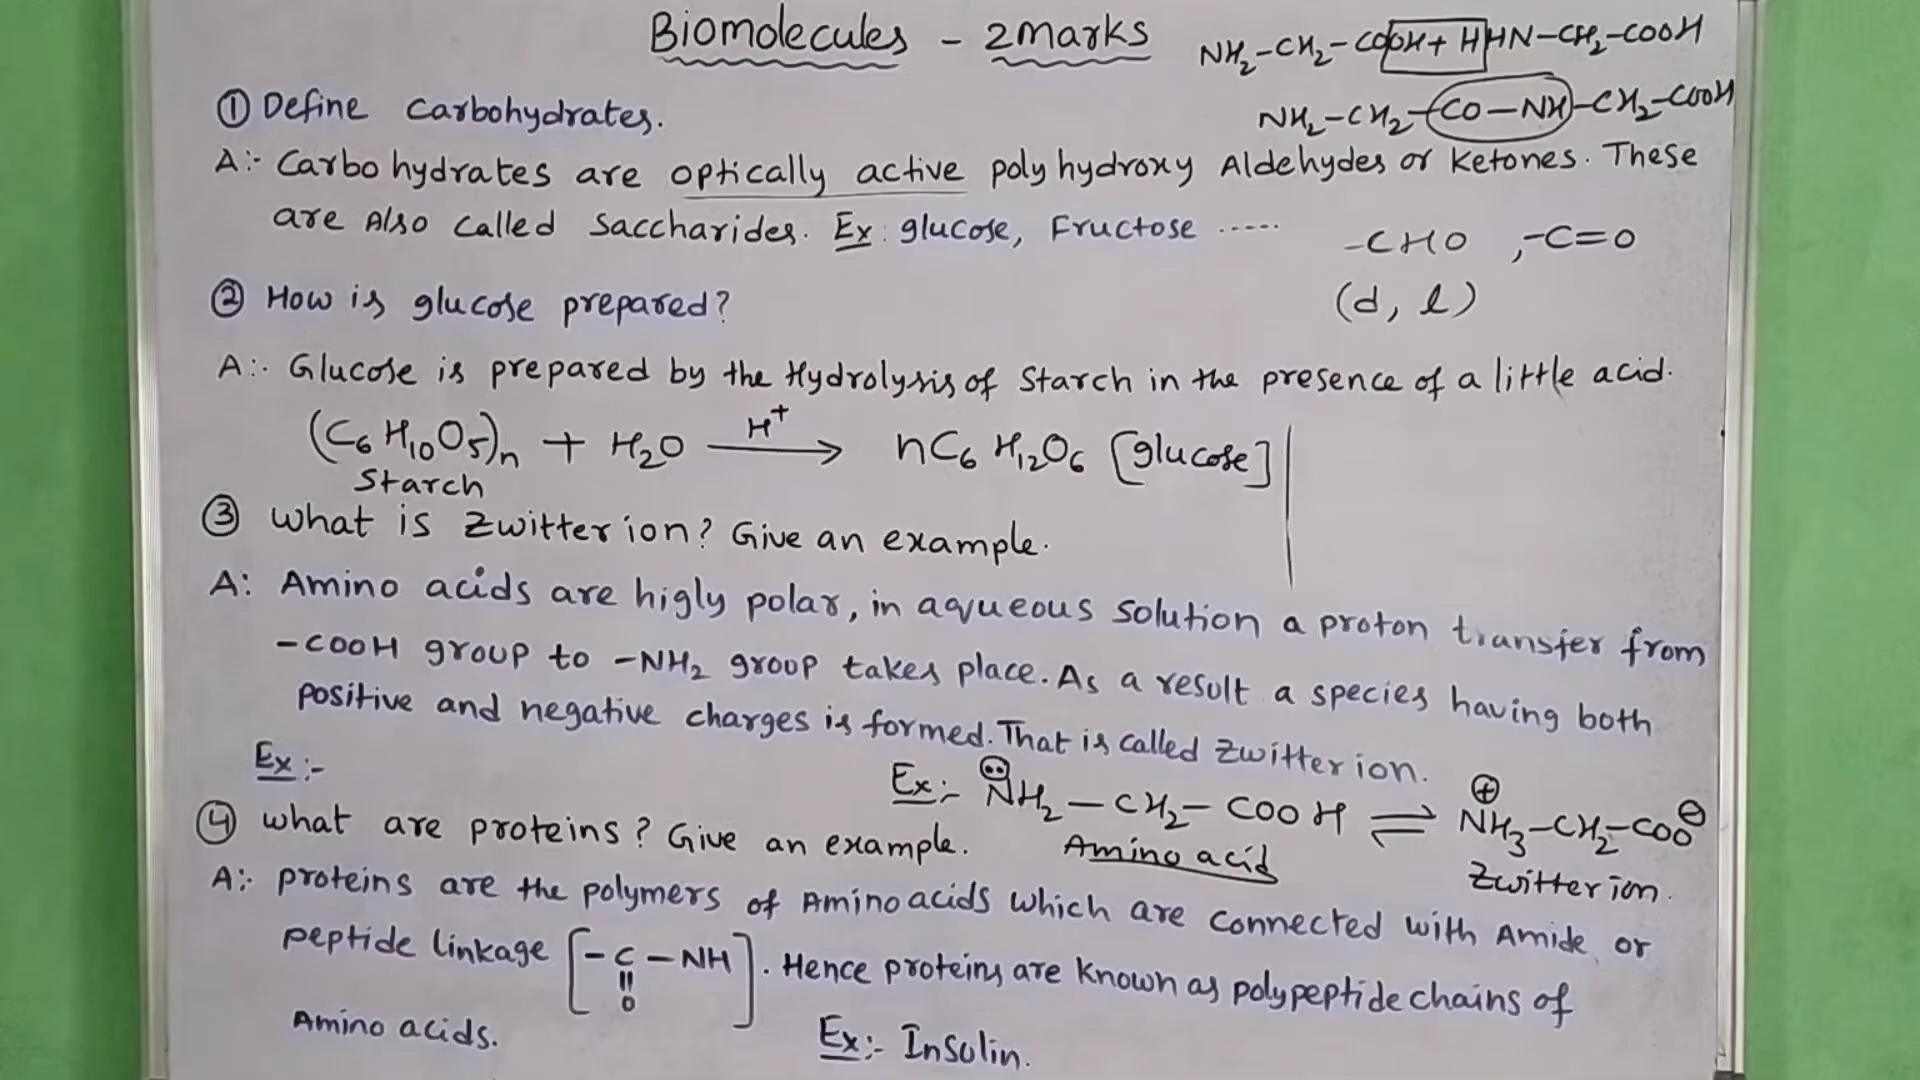 Biomolecules - 2marks
NH2-CH2-COOH+ HHN-CH2-COOH
NH2-CH2-CO-NH-CH2-COOH
① Define Carbohydrates.
A:- Carbohydrates are optically active polyhydroxy Aldehydes or Ketones. These
are Also Called Saccharides. Ex: glucose, Fructose .....
-CHO , -C=O
(d, l)
② How is glucose prepared?
A:- Glucose is prepared by the Hydrolysis of Starch in the presence of a little acid.
(C6H10O5)n + H2O —H+→ nC6H12O6 [glucose]
Starch
③ What is Zwitter ion? Give an example.
A: Amino acids are higly polar, in aqueous solution a proton transfer from
-COOH group to -NH2 group takes place. As a result a species having both
positive and negative charges is formed. That is called Zwitter ion.
Ex:-
Ex:- N̈H2-CH2-COOH ⇌ N⊕H3-CH2-COO⊖
Amino acid
Zwitter ion.
④ What are proteins? Give an example.
A:- Proteins are the polymers of Amino acids which are connected with Amide or
peptide linkage [-C-NH]. Hence proteins are known as polypeptide chains of
||
O
Amino acids.
Ex:- Insulin.